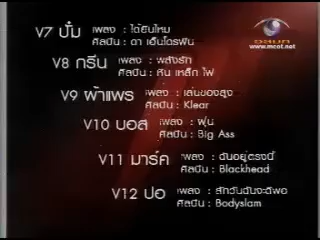 V7 ปั๋ม เพลง : ได้ยินไหม
ศิลปิน : ดา เอ็นโดรฟิน
อสมท
www.mcot.net
V8 กรีน เพลง : พลังรัก
ศิลปิน : หิน เหล็ก ไฟ
V9 ผ้าแพร เพลง : เล่นของสูง
ศิลปิน : Klear
V10 บอส เพลง : ฝุ่น
ศิลปิน : Big Ass
V11 มาร์ค เพลง : ฉันอยู่ตรงนี้
ศิลปิน : Blackhead
V12 ปอ เพลง : สักวันฉันจะดีพอ
ศิลปิน : Bodyslam